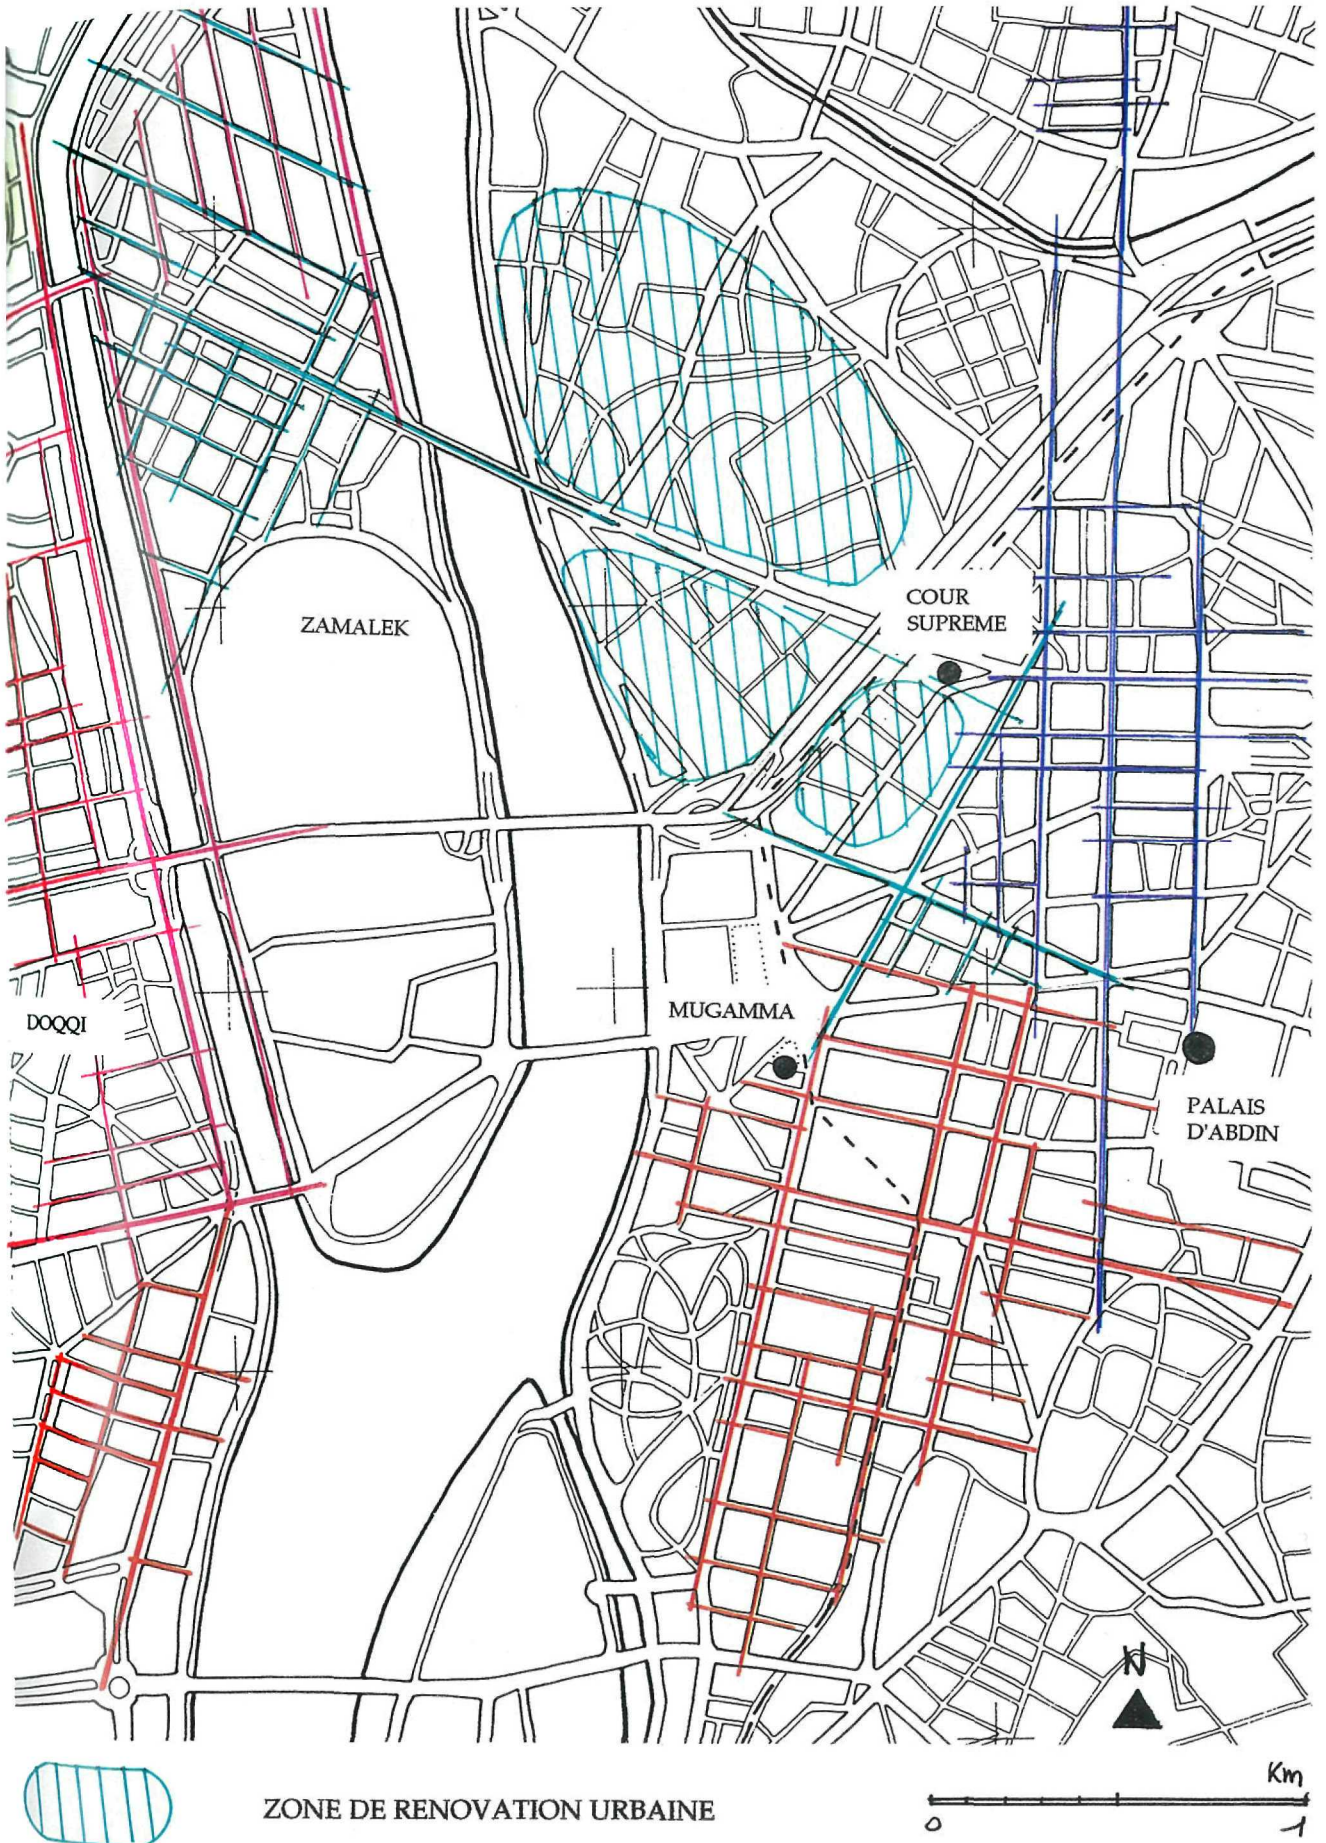 ZAMALEK
COUR
SUPREME
DOQQI
MUGAMMA
PALAIS
D'ABDIN
N
ZONE DE RENOVATION URBAINE
Km
0
1